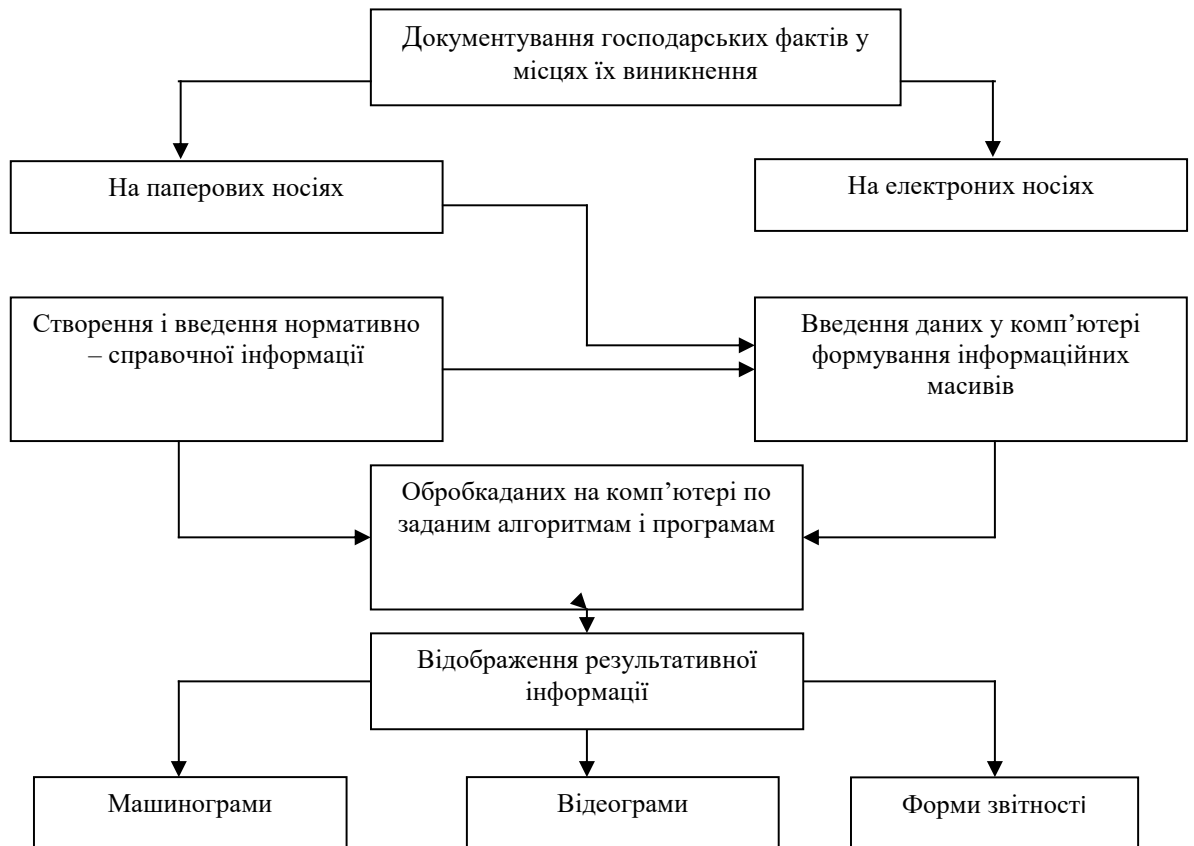 Документування господарських фактів у
місцях їх виникнення
На паперових носіях
На електроних носіях
Створення і введення нормативно
– справочної інформації
Введення даних у комп’ютері
формування інформаційних
масивів
Обробкаданих на комп’ютері по
заданим алгоритмам і програмам
Відображення результативної
інформації
Машинограми
Відеограми
Форми звітності